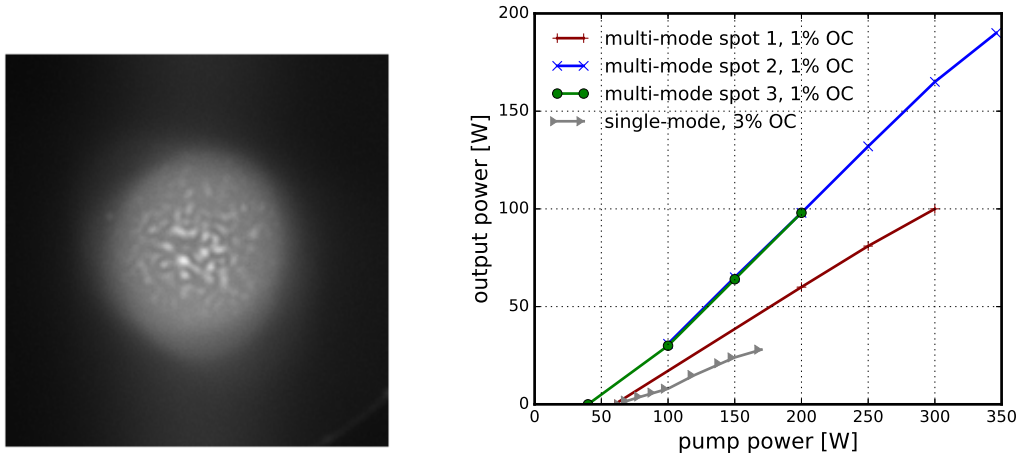 200
150
100
50
0
output power [W]
multi-mode spot 1, 1% OC
multi-mode spot 2, 1% OC
multi-mode spot 3, 1% OC
single-mode, 3% OC
0 50 100 150 200 250 300 350
pump power [W]